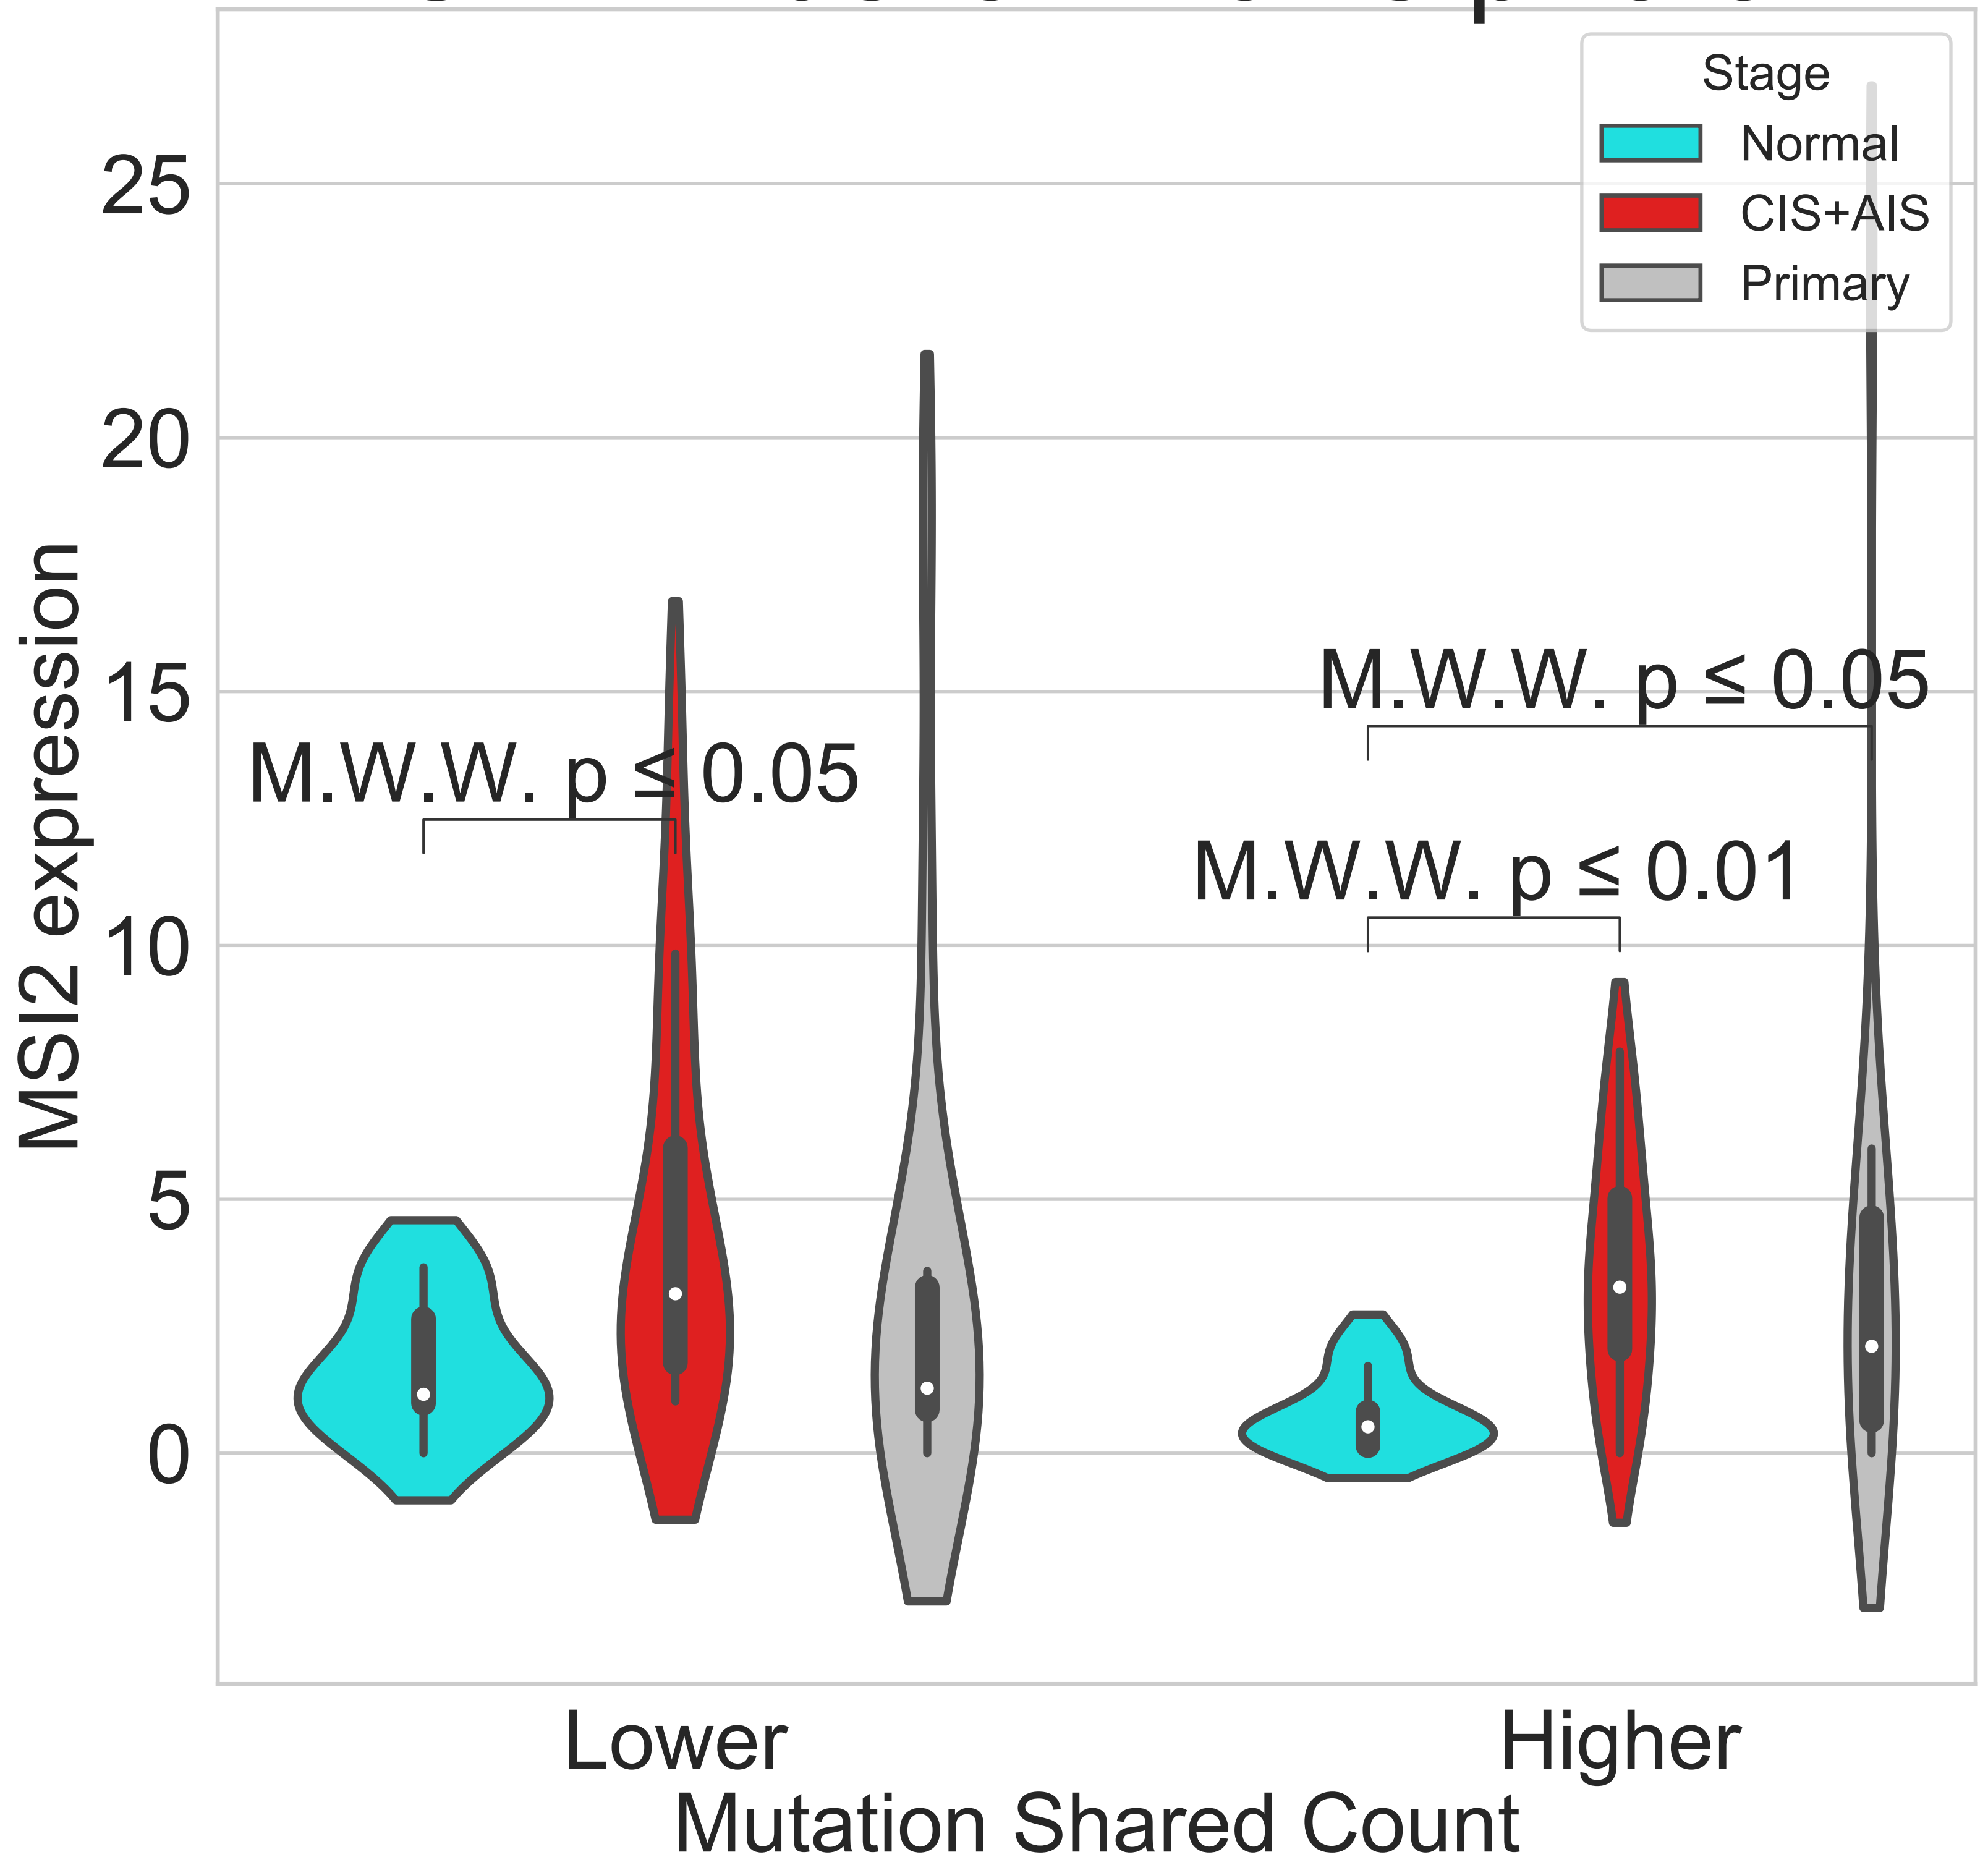 Stage
Normal
CIS+AIS
Primary
25
20
15
10
5
0
MSI2 expression
M.W.W. p ≤ 0.05
M.W.W. p ≤ 0.05
M.W.W. p ≤ 0.01
Lower
Higher
Mutation Shared Count